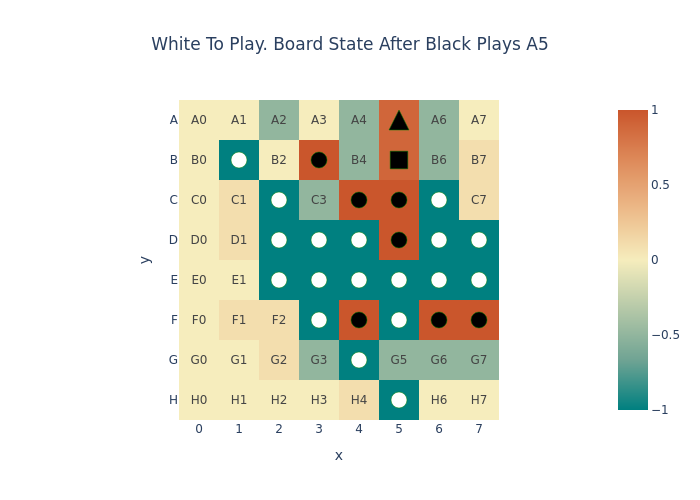 White To Play. Board State After Black Plays A5
A A0 A1 A2 A3 A4 A6 A7
B B0 B2 B4 B6 B7
C C0 C1 C3 C7
D D0 D1
E E0 E1
F F0 F1 F2
G G0 G1 G2 G3 G5 G6 G7
H H0 H1 H2 H3 H4 H6 H7
0 1 2 3 4 5 6 7
x
y
1
0.5
0
−0.5
−1